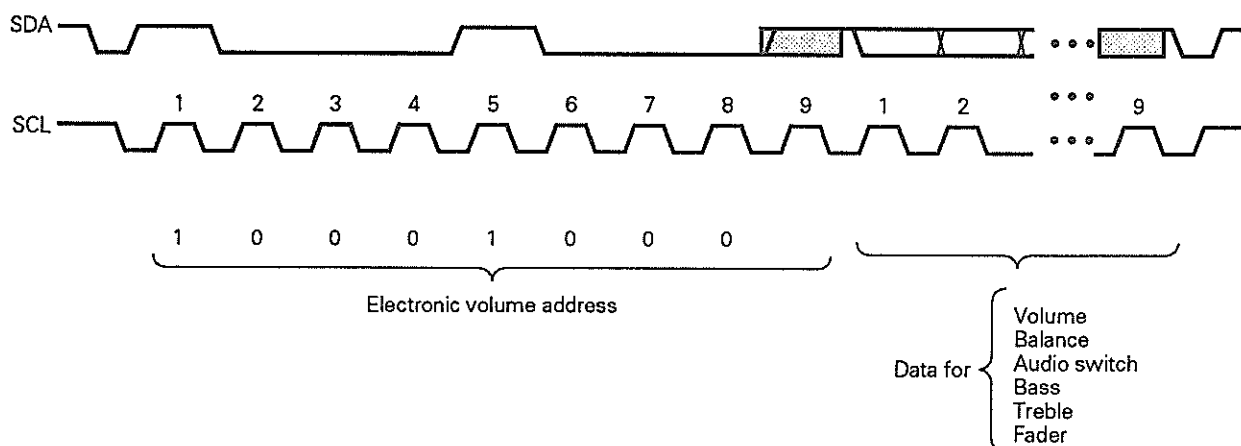 SDA
1 2 3 4 5 6 7 8 9 1 2 9
SCL
1 0 0 0 1 0 0 0
Electronic volume address
Data for
Volume
Balance
Audio switch
Bass
Treble
Fader